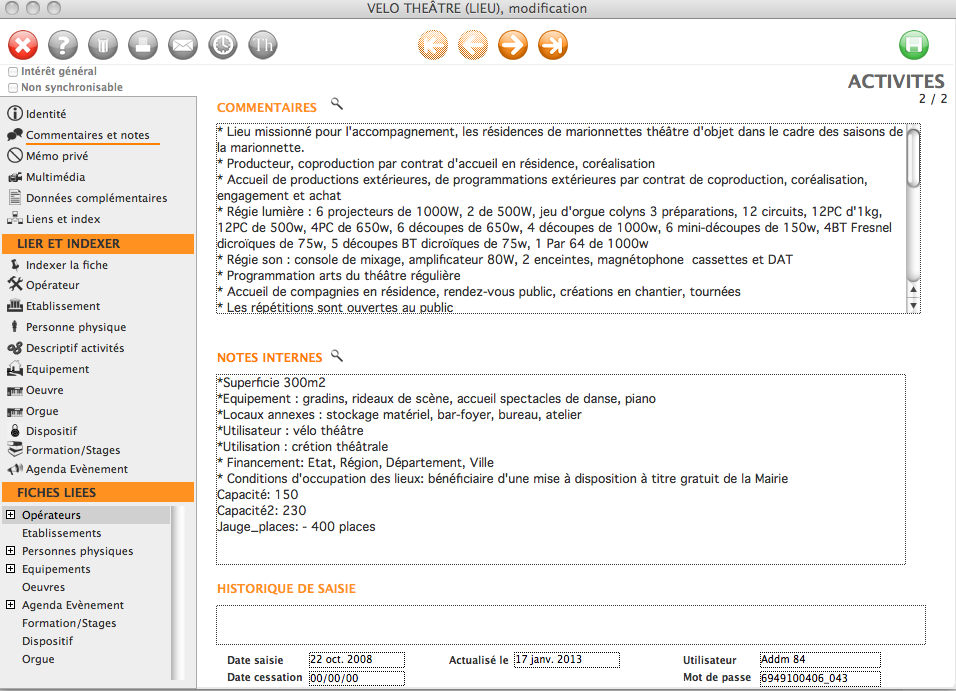 VELO THEÂTRE (LIEU), modification
Th
Intérêt général
Non synchronisable
ACTIVITES
2 / 2
Identité
Commentaires et notes
Mémo privé
Multimédia
Données complémentaires
Liens et index
LIER ET INDEXER
Indexer la fiche
Opérateur
Etablissement
Personne physique
Descriptif activités
Equipement
Oeuvre
Orgue
Dispositif
Formation/Stages
Agenda Evènement
FICHES LIEES
Opérateurs
Etablissements
Personnes physiques
Equipements
Oeuvres
Agenda Evènement
Formation/Stages
Dispositif
Orgue
COMMENTAIRES
* Lieu missionné pour l'accompagnement, les résidences de marionnettes théâtre d'objet dans le cadre des saisons de
la marionnette.
* Producteur, coproduction par contrat d'accueil en résidence, coréalisation
* Accueil de productions extérieures, de programmations extérieures par contrat de coproduction, coréalisation,
engagement et achat
* Régie lumière : 6 projecteurs de 1000W, 2 de 500W, jeu d'orgue colyns 3 préparations, 12 circuits, 12PC d'1kg,
12PC de 500w, 4PC de 650w, 6 découpes de 650w, 4 découpes de 1000w, 6 mini-découpes de 150w, 4BT Fresnel
dicroïques de 75w, 5 découpes BT dicroïques de 75w, 1 Par 64 de 1000w
* Régie son : console de mixage, amplificateur 80W, 2 enceintes, magnétophone  cassettes et DAT
* Programmation arts du théâtre régulière
* Accueil de compagnies en résidence, rendez-vous public, créations en chantier, tournées
* Les répétitions sont ouvertes au public
NOTES INTERNES
*Superficie 300m2
*Equipement : gradins, rideaux de scène, accueil spectacles de danse, piano
*Locaux annexes : stockage matériel, bar-foyer, bureau, atelier
*Utilisateur : vélo théâtre
*Utilisation : crétion théâtrale
* Financement: Etat, Région, Département, Ville
* Conditions d'occupation des lieux: bénéficiaire d'une mise à disposition à titre gratuit de la Mairie
Capacité: 150
Capacité2: 230
Jauge_places: - 400 places
HISTORIQUE DE SAISIE
Date saisie 22 oct. 2008 Actualisé le 17 janv. 2013 Utilisateur Addm 84
Date cessation 00/00/00 Mot de passe 6949100406_043